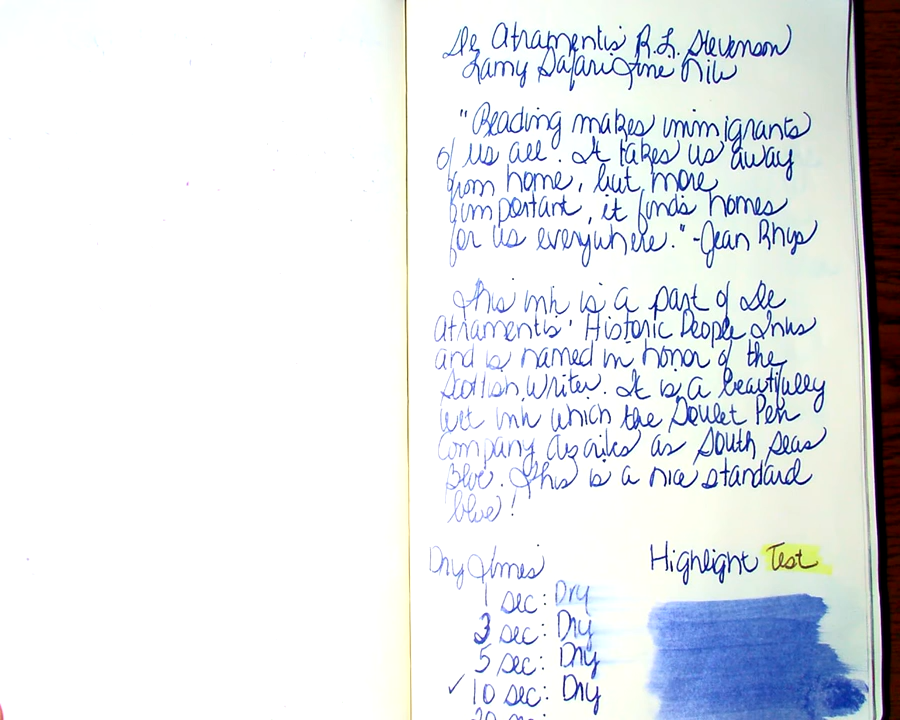 De Atramentis R.L. Stevenson
Lamy Safari Fine Nib
"Reading makes immigrants
of us all. It takes us away
from home, but more
important, it finds homes
for us everywhere." -Jean Rhys
This ink is a part of De
Atramentis' Historic People Inks
and is named in honor of the
Scottish Writer. It is a beautifully
wet ink which the Goulet Pen
Company describes as South Seas
Blue. This is a nice standard
blue!
Dry Times
Highlight Test
1 sec: Dry
3 sec: Dry
5 sec: Dry
✓ 10 sec: Dry